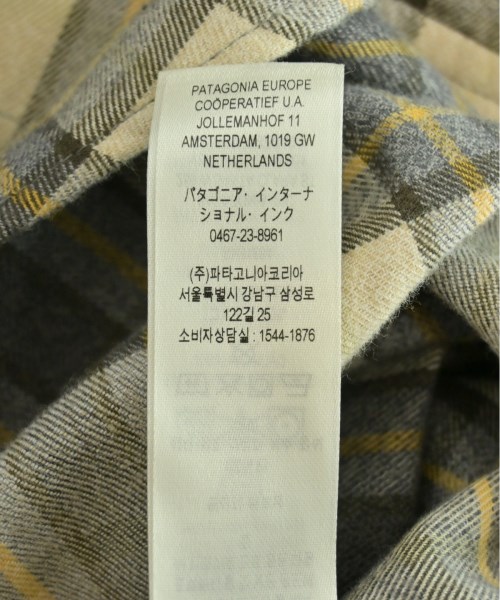 PATAGONIA EUROPE
COÖPERATIEF U.A.
JOLLEMANHOF 11
AMSTERDAM, 1019 GW
NETHERLANDS
パタゴニア・インターナ
ショナル・インク
0467-23-8961
(주)파타고니아코리아
서울특별시 강남구 삼성로
122길 25
소비자상담실 : 1544-1876